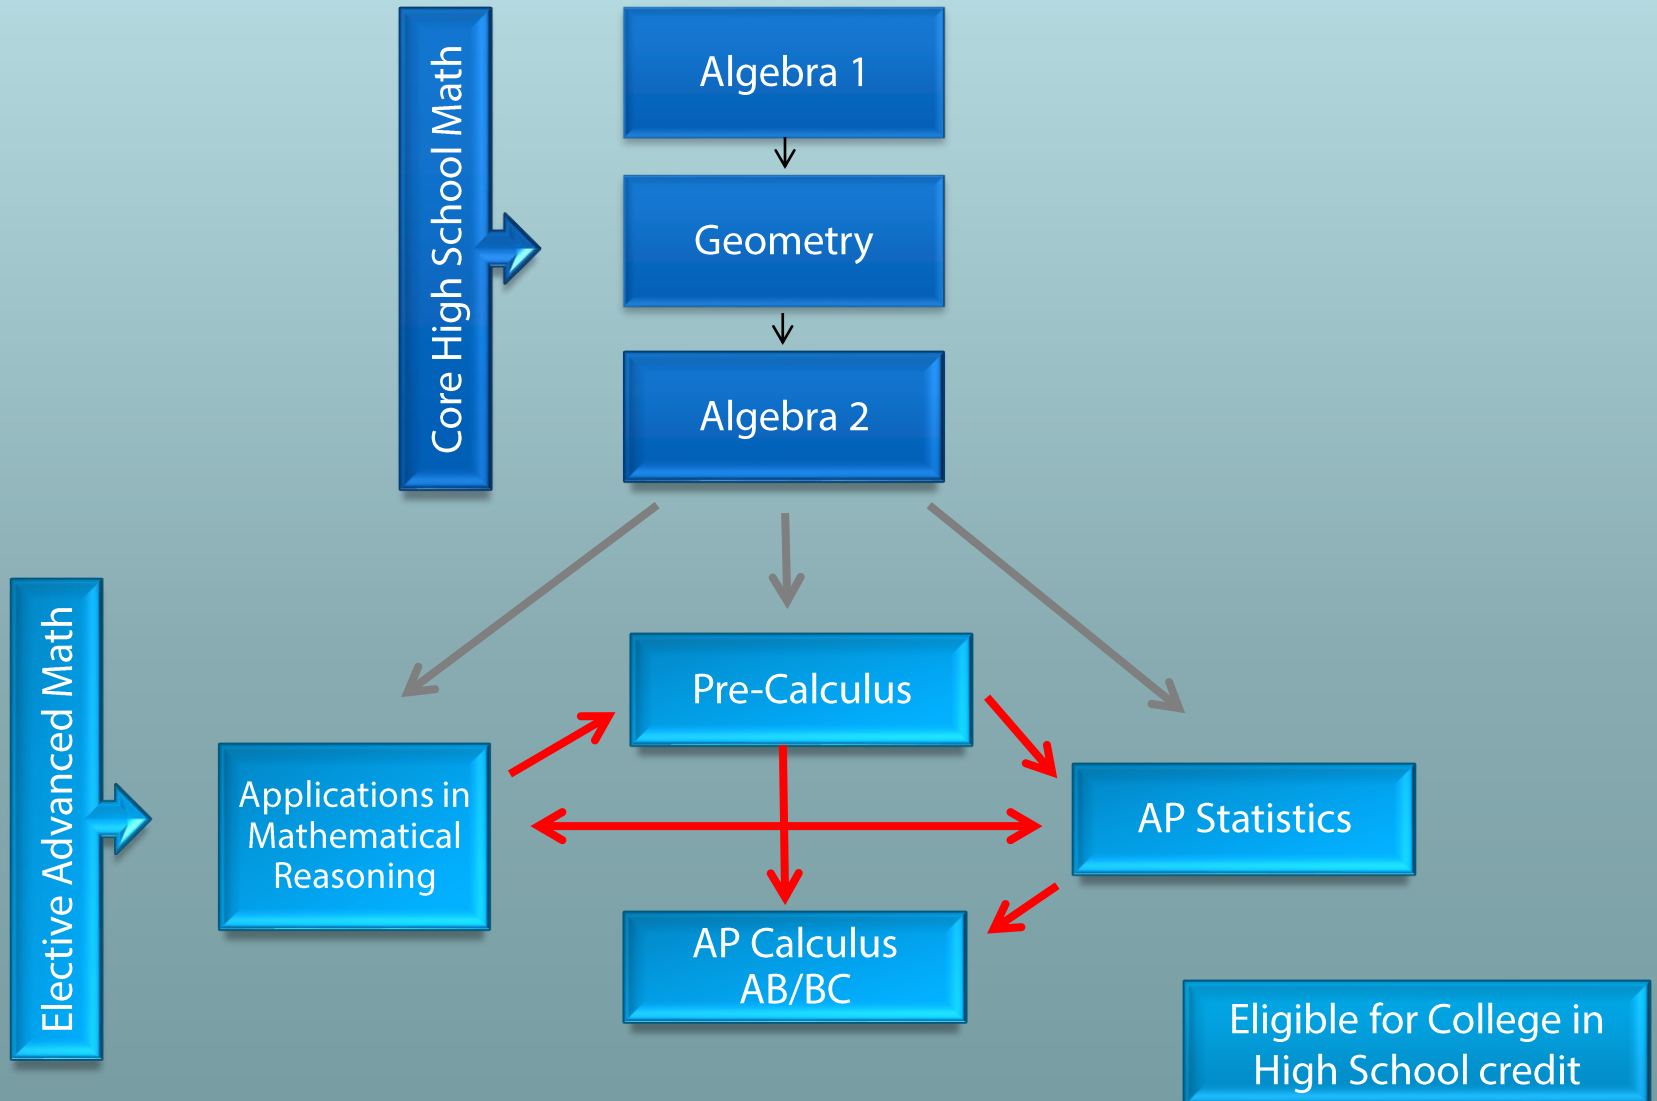 Core High School Math
Algebra 1
Geometry
Algebra 2
Elective Advanced Math
Pre-Calculus
Applications in
Mathematical
Reasoning
AP Statistics
AP Calculus
AB/BC
Eligible for College in
High School credit